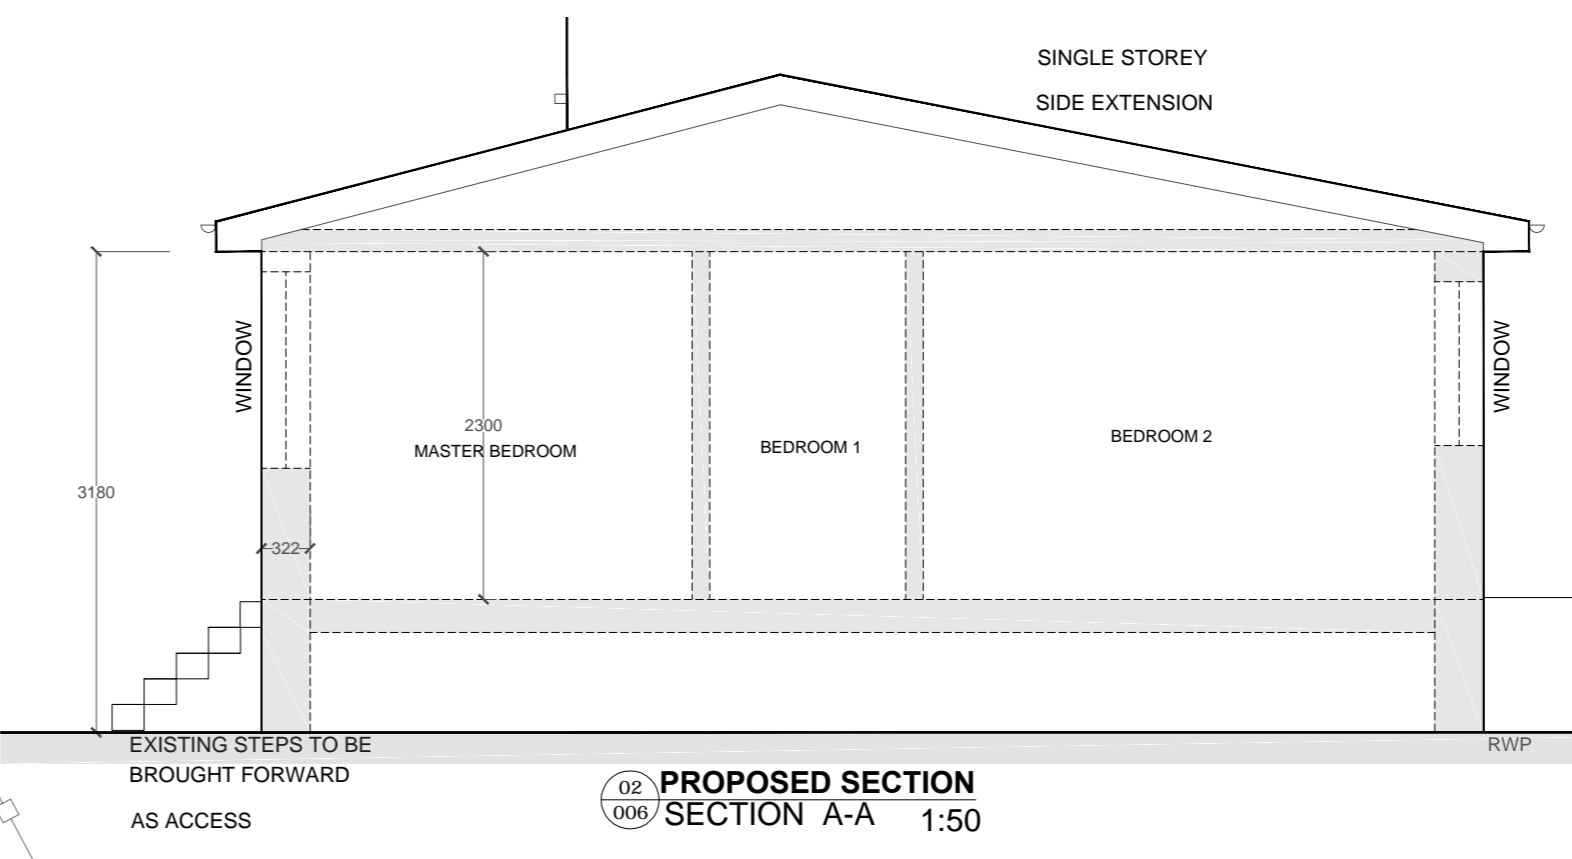 SINGLE STOREY
SIDE EXTENSION
WINDOW
WINDOW
2300
MASTER BEDROOM
BEDROOM 1
BEDROOM 2
3180
322
EXISTING STEPS TO BE
BROUGHT FORWARD
AS ACCESS
RWP
02
006
PROPOSED SECTION
SECTION A-A 1:50